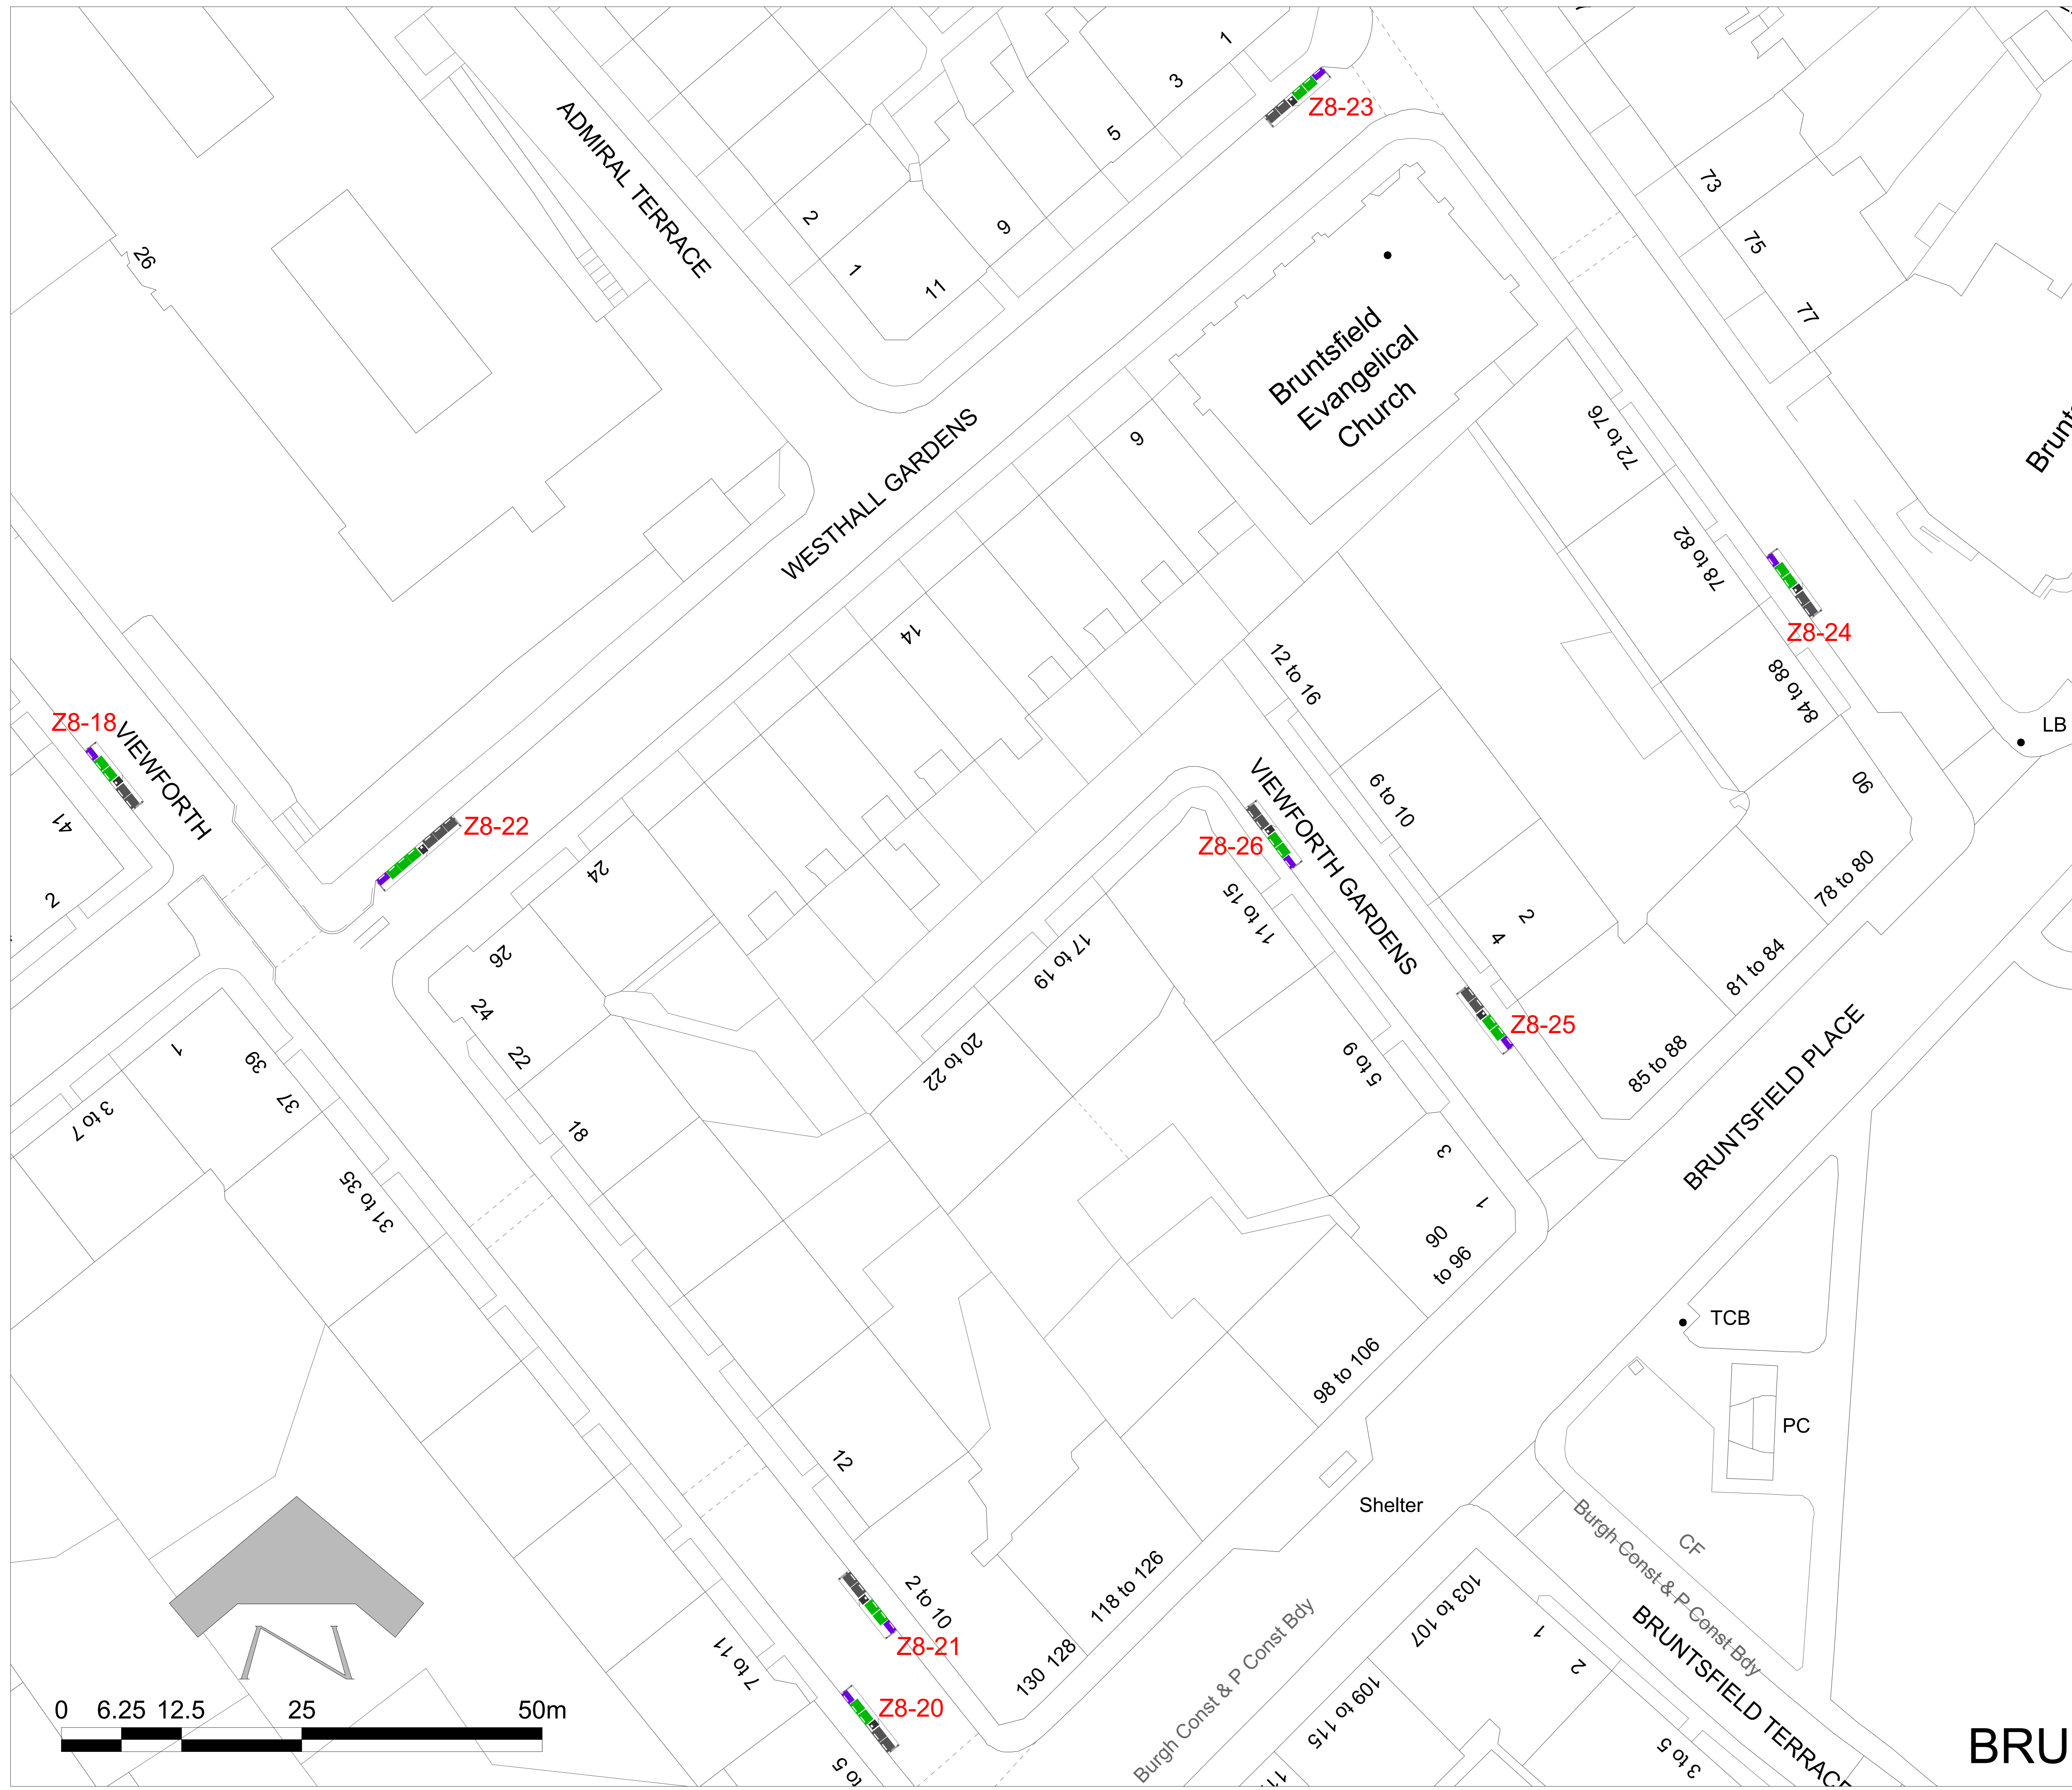 1
3
Z8-23
5
ADMIRAL TERRACE
73
2
9
75
26
1
11
77
Bruntsfield
Evangelical
Church
72 to 76
9
WESTHALL GARDENS
78 to 82
14
Z8-24
12 to 16
84 to 88
LB
Z8-18
VIEWFORTH
VIEWFORTH GARDENS
90
6 to 10
41
Z8-22
Z8-26
24
78 to 80
2
11 to 15
2
4
26
17 to 19
81 to 84
24
Z8-25
22
20 to 22
1
39
5 to 9
85 to 88
BRUNTSFIELD PLACE
37
3 to 7
18
3
31 to 35
1
90
to 96
TCB
98 to 106
PC
12
Shelter
Burgh Const & P Const Bdy
CF
118 to 126
2 to 10
103 to 107
Z8-21
1
BRUNTSFIELD TERRACE
7 to 11
130 128
2
Burgh Const & P Const Bdy
109 to 115
N
Z8-20
0 6.25 12.5 25 50m
3 to 5
to 5
BRU